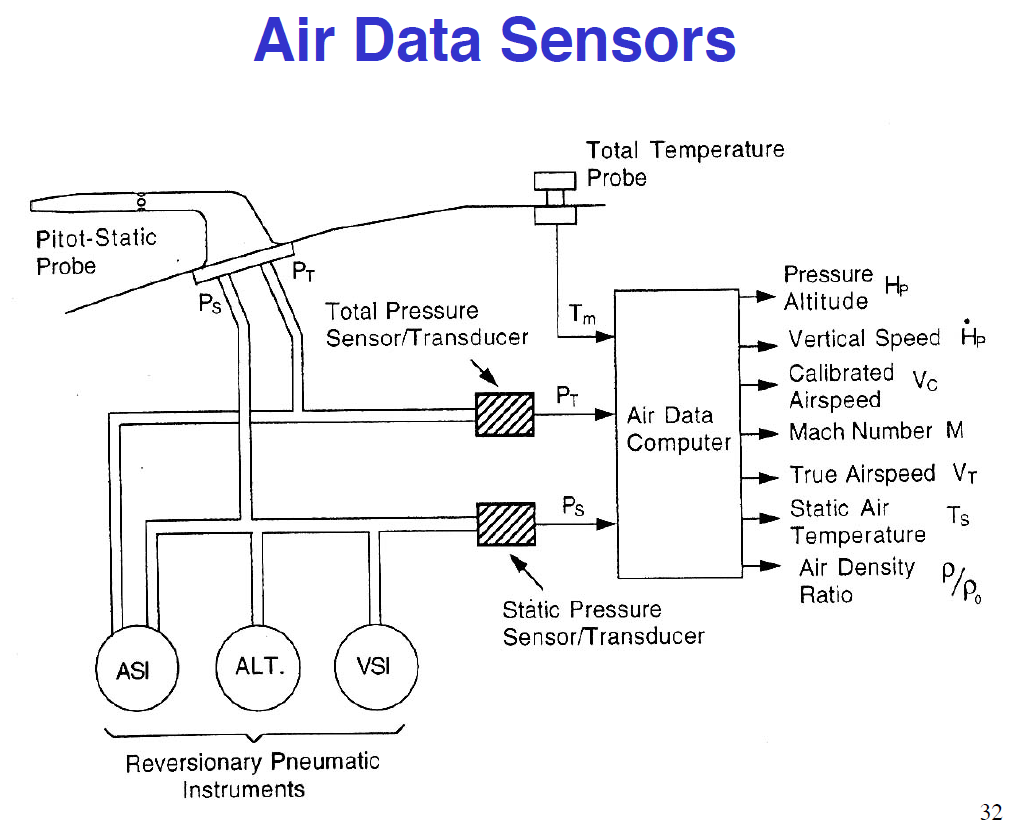 Air Data Sensors
Total Temperature
Probe
Pitot-Static
Probe
PT
PS
Total Pressure
Sensor/Transducer
Tm
PT
PS
Air Data
Computer
Pressure
Altitude HP
Vertical Speed ḢP
Calibrated
Airspeed VC
Mach Number M
True Airspeed VT
Static Air
Temperature TS
Air Density
Ratio ρ/ρ0
Static Pressure
Sensor/Transducer
ASI
ALT.
VSI
Reversionary Pneumatic
Instruments
32